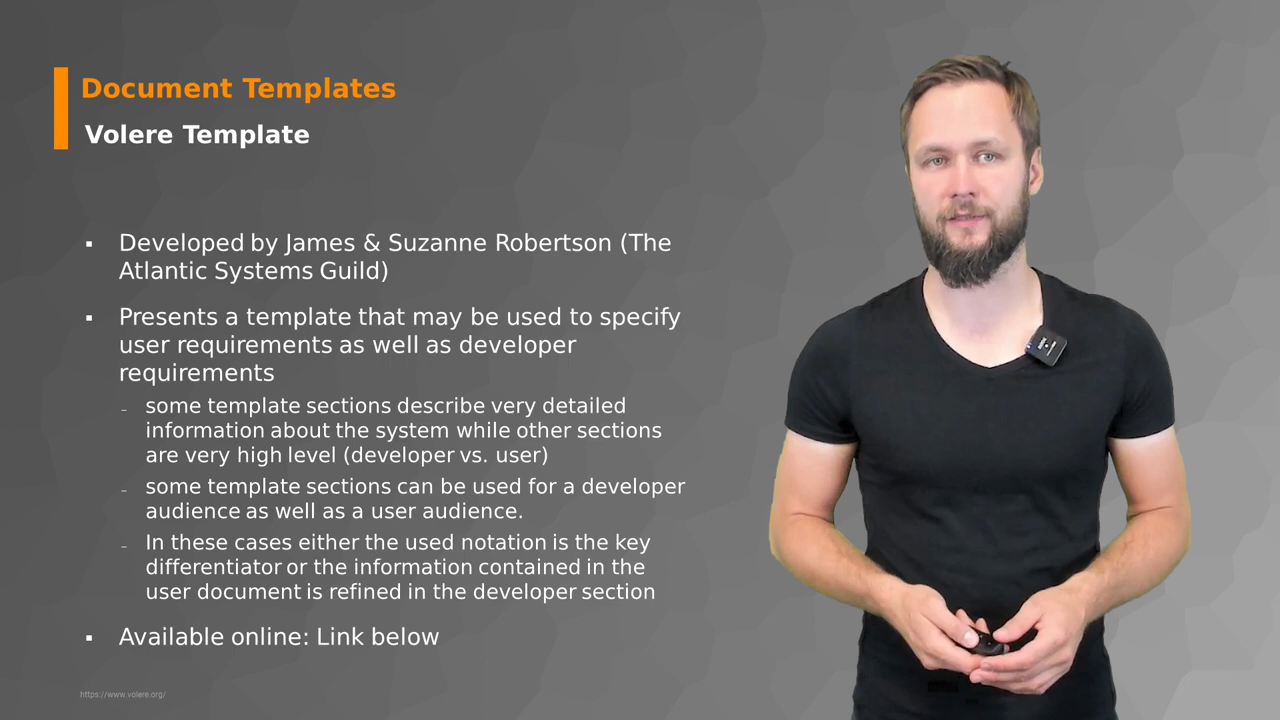 Document Templates
Volere Template
▪ Developed by James & Suzanne Robertson (The
Atlantic Systems Guild)
▪ Presents a template that may be used to specify
user requirements as well as developer
requirements
– some template sections describe very detailed
information about the system while other sections
are very high level (developer vs. user)
– some template sections can be used for a developer
audience as well as a user audience.
– In these cases either the used notation is the key
differentiator or the information contained in the
user document is refined in the developer section
▪ Available online: Link below
https://www.volere.org/